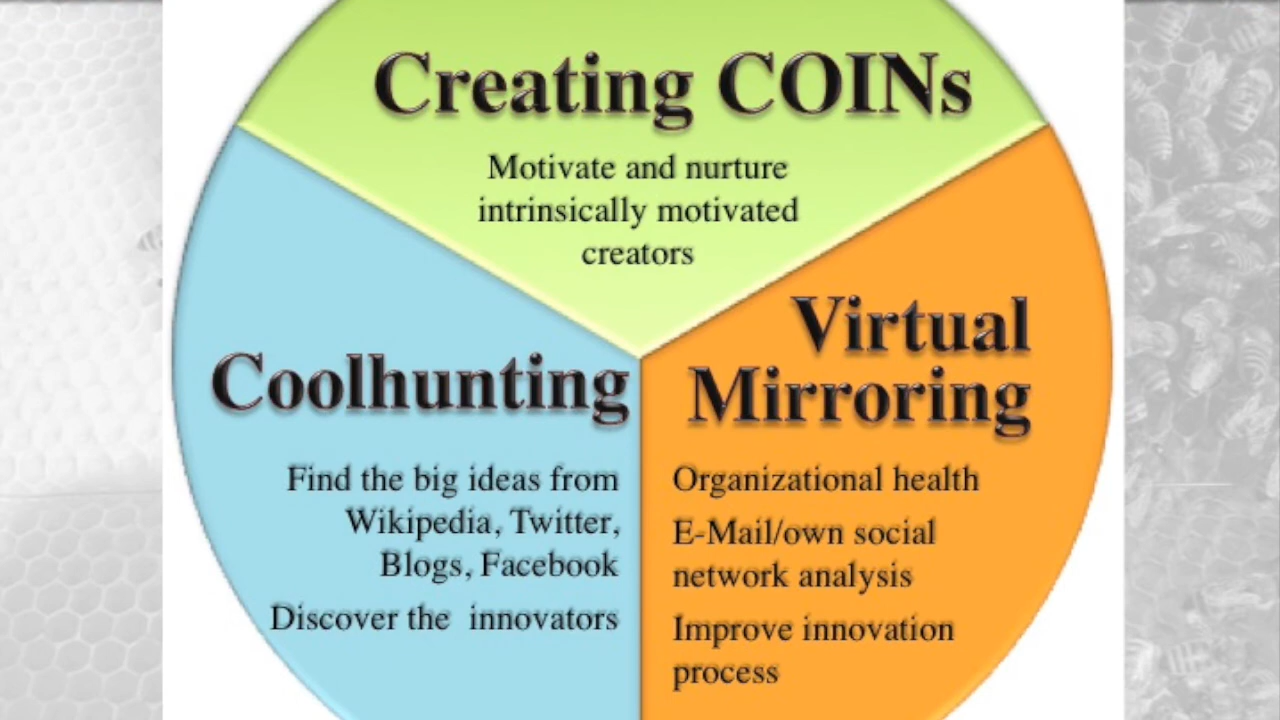 Creating COINs
Motivate and nurture
intrinsically motivated
creators
Coolhunting
Find the big ideas from
Wikipedia, Twitter,
Blogs, Facebook
Discover the  innovators
Virtual
Mirroring
Organizational health
E-Mail/own social
network analysis
Improve innovation
process